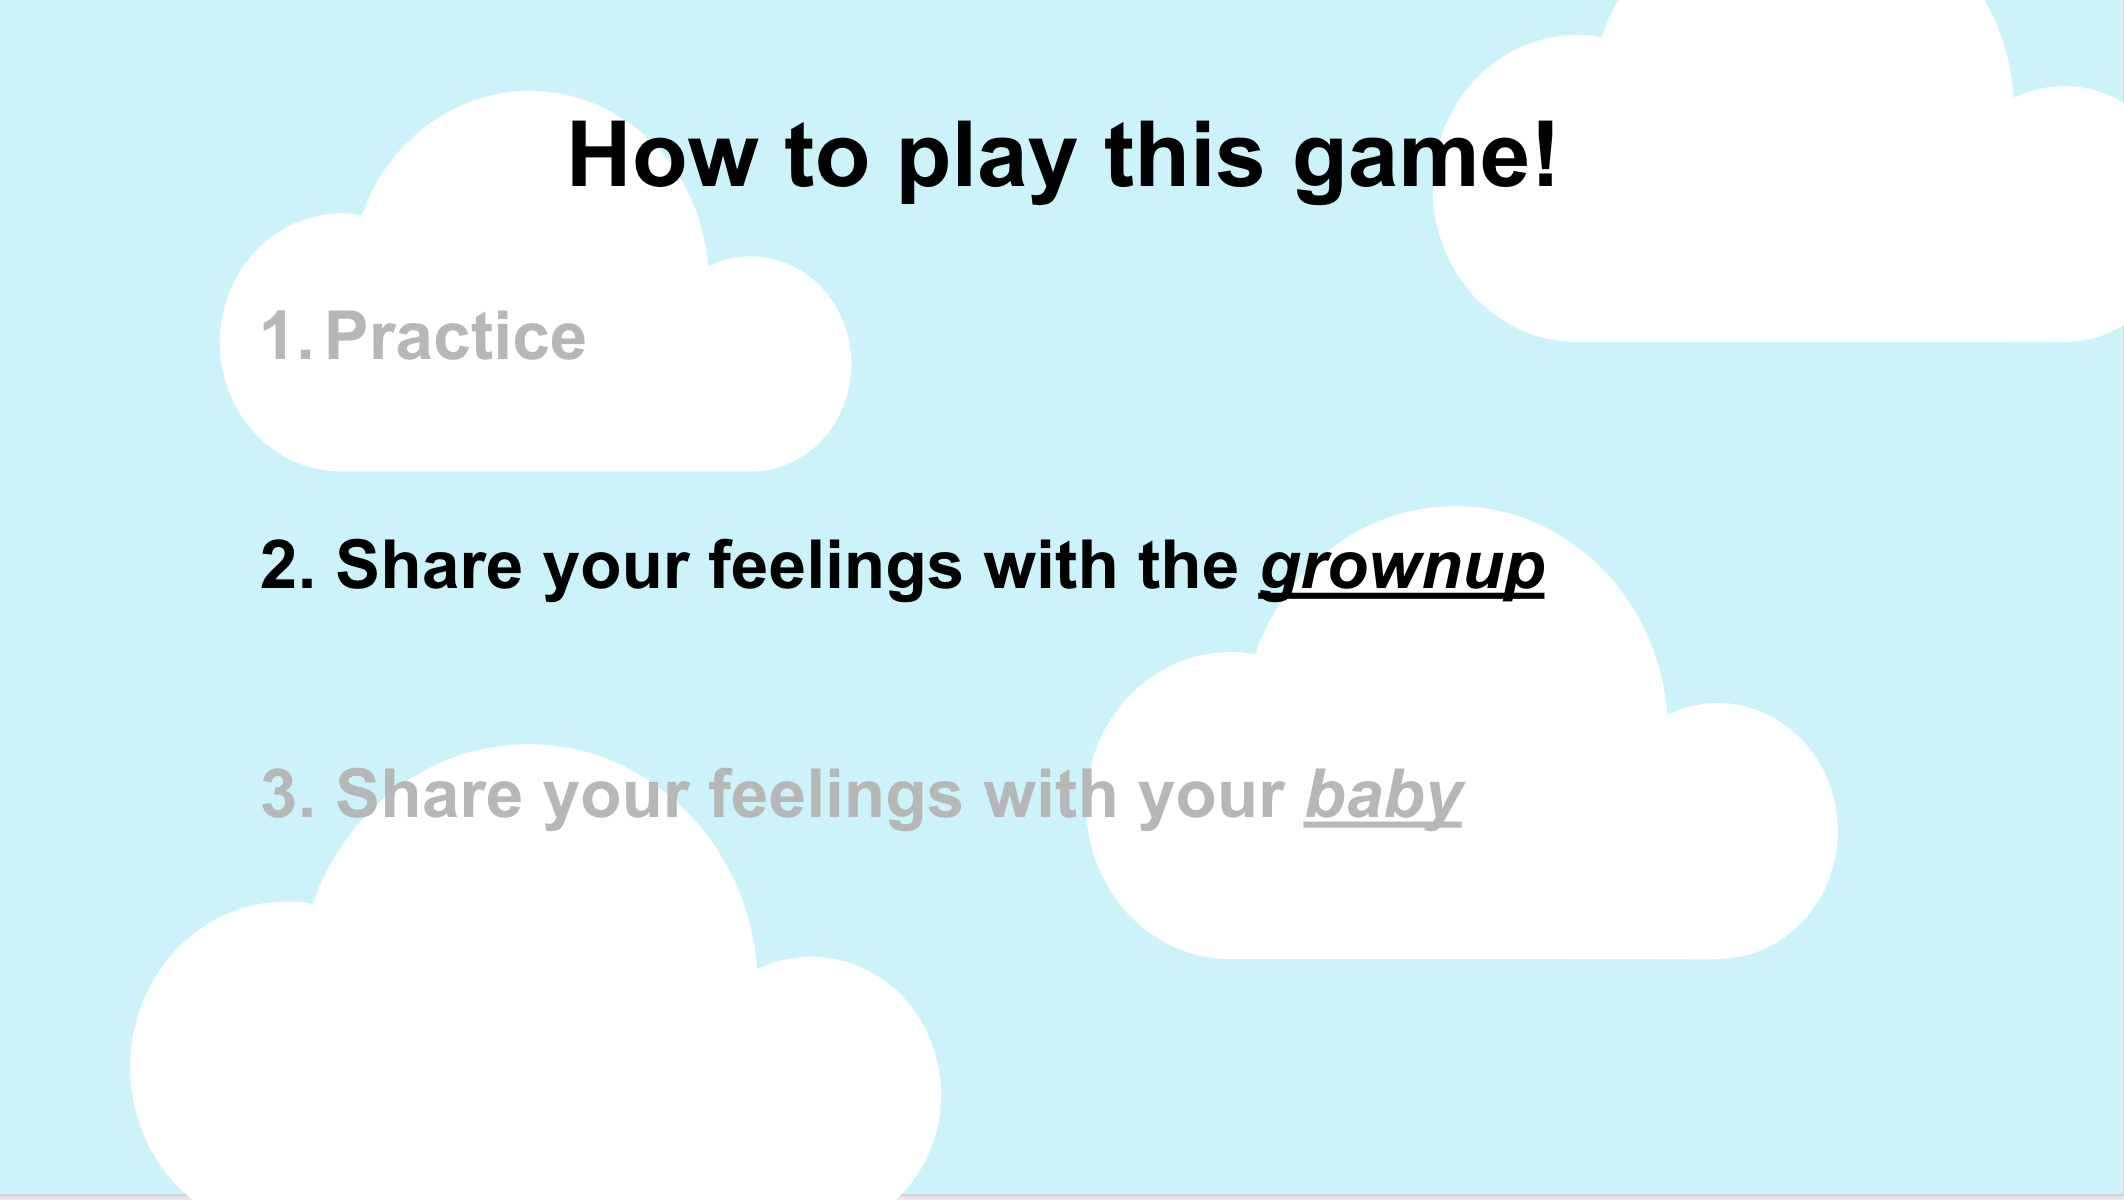 How to play this game!
1. Practice
2. Share your feelings with the grownup
3. Share your feelings with your baby